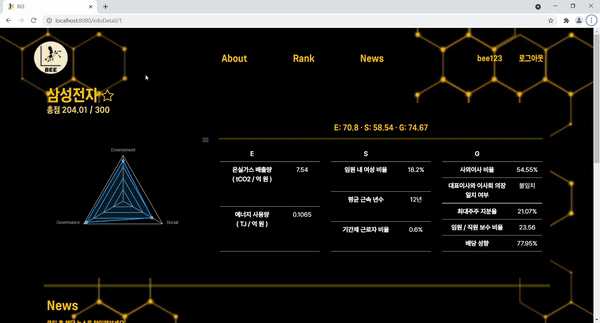 BEE
localhost:8080/infoDetail/1
BEE
About
Rank
News
bee123
로그아웃
삼성전자☆
총점 204.01 / 300
E: 70.8 · S: 58.54 · G: 74.67
Environment
Governance
Social
E
온실가스 배출량
( tCO2 / 억 원 )
7.54
에너지 사용량
( TJ / 억 원 )
0.1065
S
임원 내 여성 비율
18.2%
평균 근속 년수
12년
기간제 근로자 비율
0.6%
G
사외이사 비율
54.55%
대표이사와 이사회 의장
일치 여부
불일치
최대주주 지분율
21.07%
임원 / 직원 보수 비율
23.56
배당 성향
77.95%
News